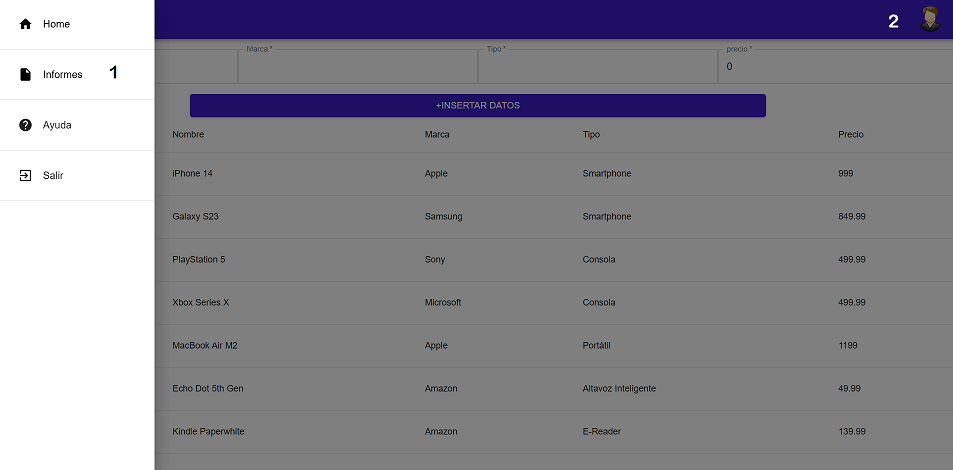 Home
2
Marca *
Tipo *
precio *
0
Informes
1
+INSERTAR DATOS
Ayuda
Nombre Marca Tipo Precio
Salir
iPhone 14 Apple Smartphone 999
Galaxy S23 Samsung Smartphone 849.99
PlayStation 5 Sony Consola 499.99
Xbox Series X Microsoft Consola 499.99
MacBook Air M2 Apple Portátil 1199
Echo Dot 5th Gen Amazon Altavoz Inteligente 49.99
Kindle Paperwhite Amazon E-Reader 139.99